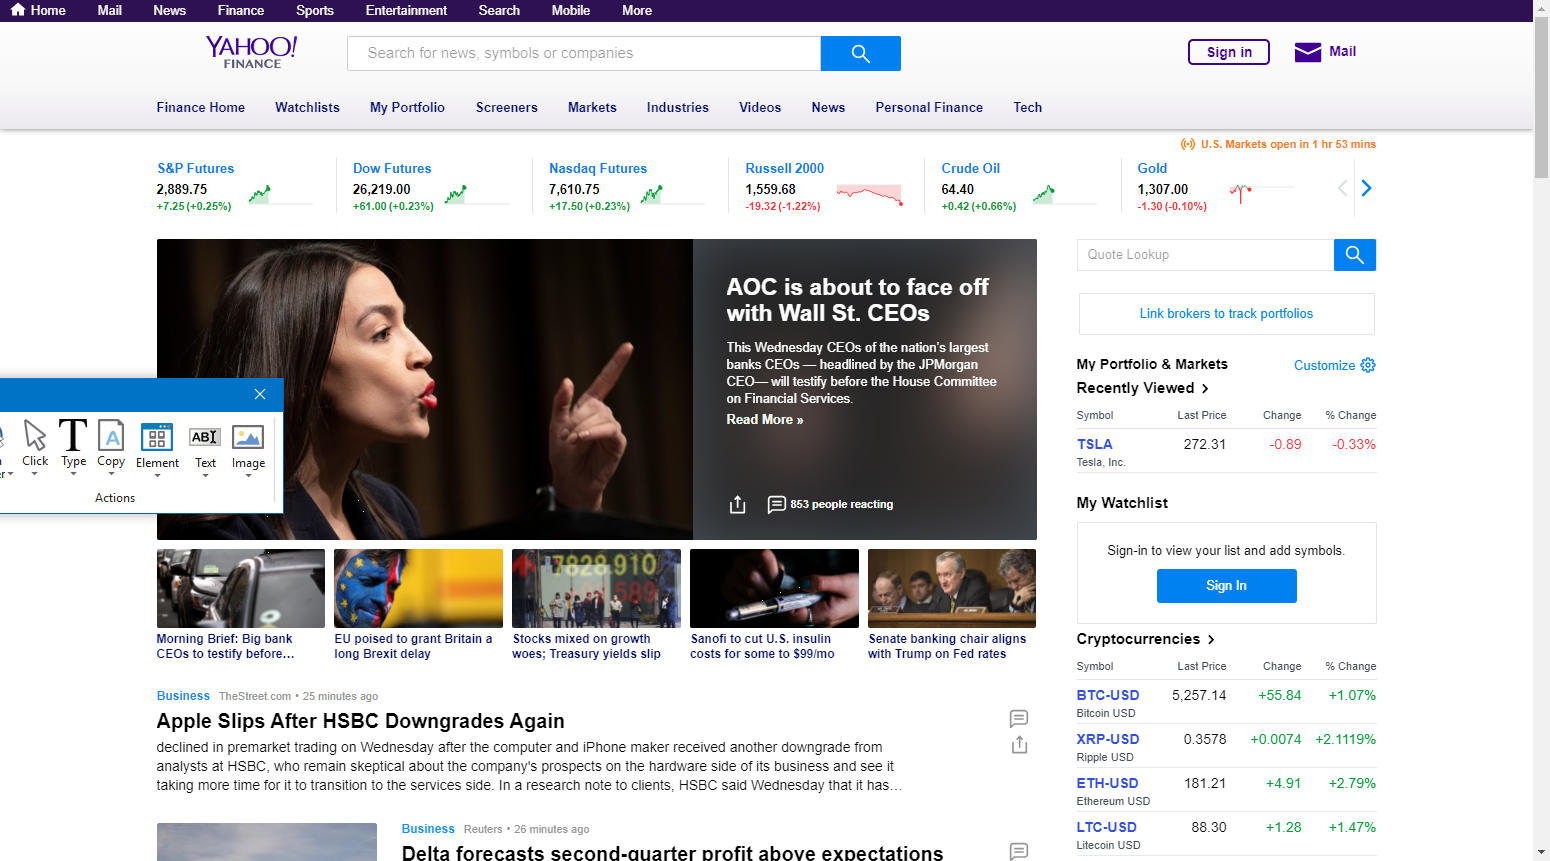 Home Mail News Finance Sports Entertainment Search Mobile More
YAHOO!
FINANCE
Search for news, symbols or companies
Sign in
Mail
Finance Home Watchlists My Portfolio Screeners Markets Industries Videos News Personal Finance Tech
U.S. Markets open in 1 hr 53 mins
S&P Futures
2,889.75
+7.25 (+0.25%)
Dow Futures
26,219.00
+61.00 (+0.23%)
Nasdaq Futures
7,610.75
+17.50 (+0.23%)
Russell 2000
1,559.68
-19.32 (-1.22%)
Crude Oil
64.40
+0.42 (+0.66%)
Gold
1,307.00
-1.30 (-0.10%)
AOC is about to face off
with Wall St. CEOs
This Wednesday CEOs of the nation's largest
banks CEOs — headlined by the JPMorgan
CEO— will testify before the House Committee
on Financial Services.
Read More »
853 people reacting
Click
Type
Copy
Element
ABI
Text
Image
Actions
7828.910
589
Morning Brief: Big bank
CEOs to testify before…
EU poised to grant Britain a
long Brexit delay
Stocks mixed on growth
woes; Treasury yields slip
Sanofi to cut U.S. insulin
costs for some to $99/mo
Senate banking chair aligns
with Trump on Fed rates
Business TheStreet.com • 25 minutes ago
Apple Slips After HSBC Downgrades Again
declined in premarket trading on Wednesday after the computer and iPhone maker received another downgrade from
analysts at HSBC, who remain skeptical about the company's prospects on the hardware side of its business and see it
taking more time for it to transition to the services side. In a research note to clients, HSBC said Wednesday that it has…
Business Reuters • 26 minutes ago
Delta forecasts second-quarter profit above expectations
Quote Lookup
Link brokers to track portfolios
My Portfolio & Markets
Customize
Recently Viewed
Symbol Last Price Change % Change
TSLA 272.31 -0.89 -0.33%
Tesla, Inc.
My Watchlist
Sign-in to view your list and add symbols.
Sign In
Cryptocurrencies
Symbol Last Price Change % Change
BTC-USD 5,257.14 +55.84 +1.07%
Bitcoin USD
XRP-USD 0.3578 +0.0074 +2.1119%
Ripple USD
ETH-USD 181.21 +4.91 +2.79%
Ethereum USD
LTC-USD 88.30 +1.28 +1.47%
Litecoin USD